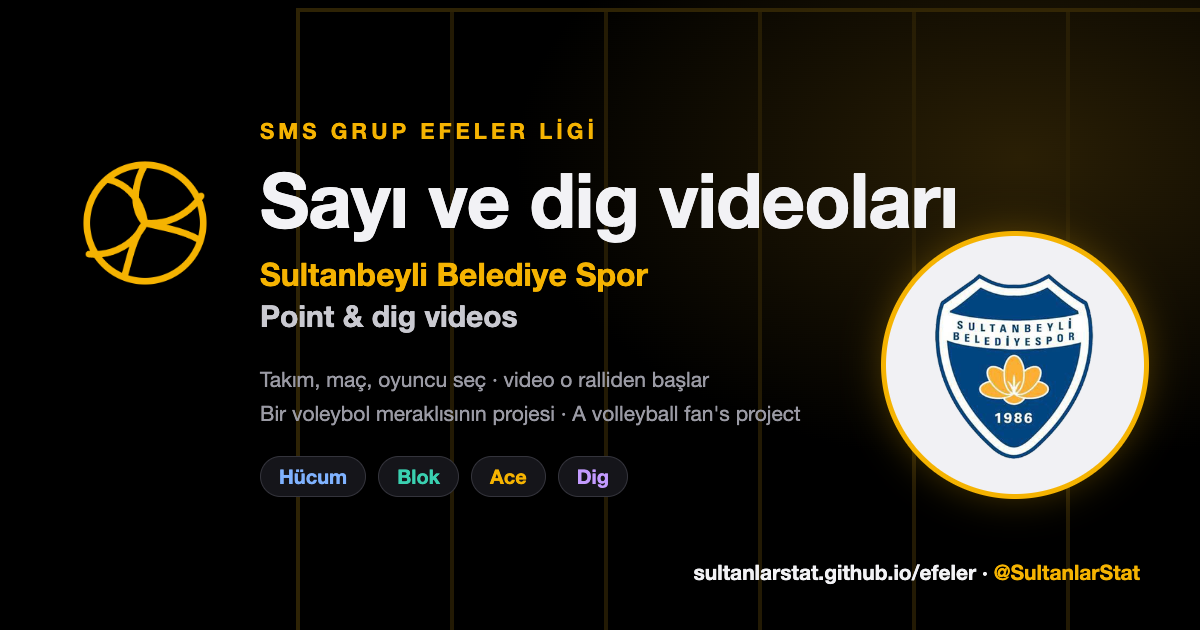 SMS GRUP EFELER LİGİ
Sayı ve dig videoları
Sultanbeyli Belediye Spor
Point & dig videos
Takım, maç, oyuncu seç · video o ralliden başlar
Bir voleybol meraklısının projesi · A volleyball fan's project
Hücum Blok Ace Dig
SULTANBEYLİ
BELEDİYESPOR
1986
sultanlarstat.github.io/efeler · @SultanlarStat